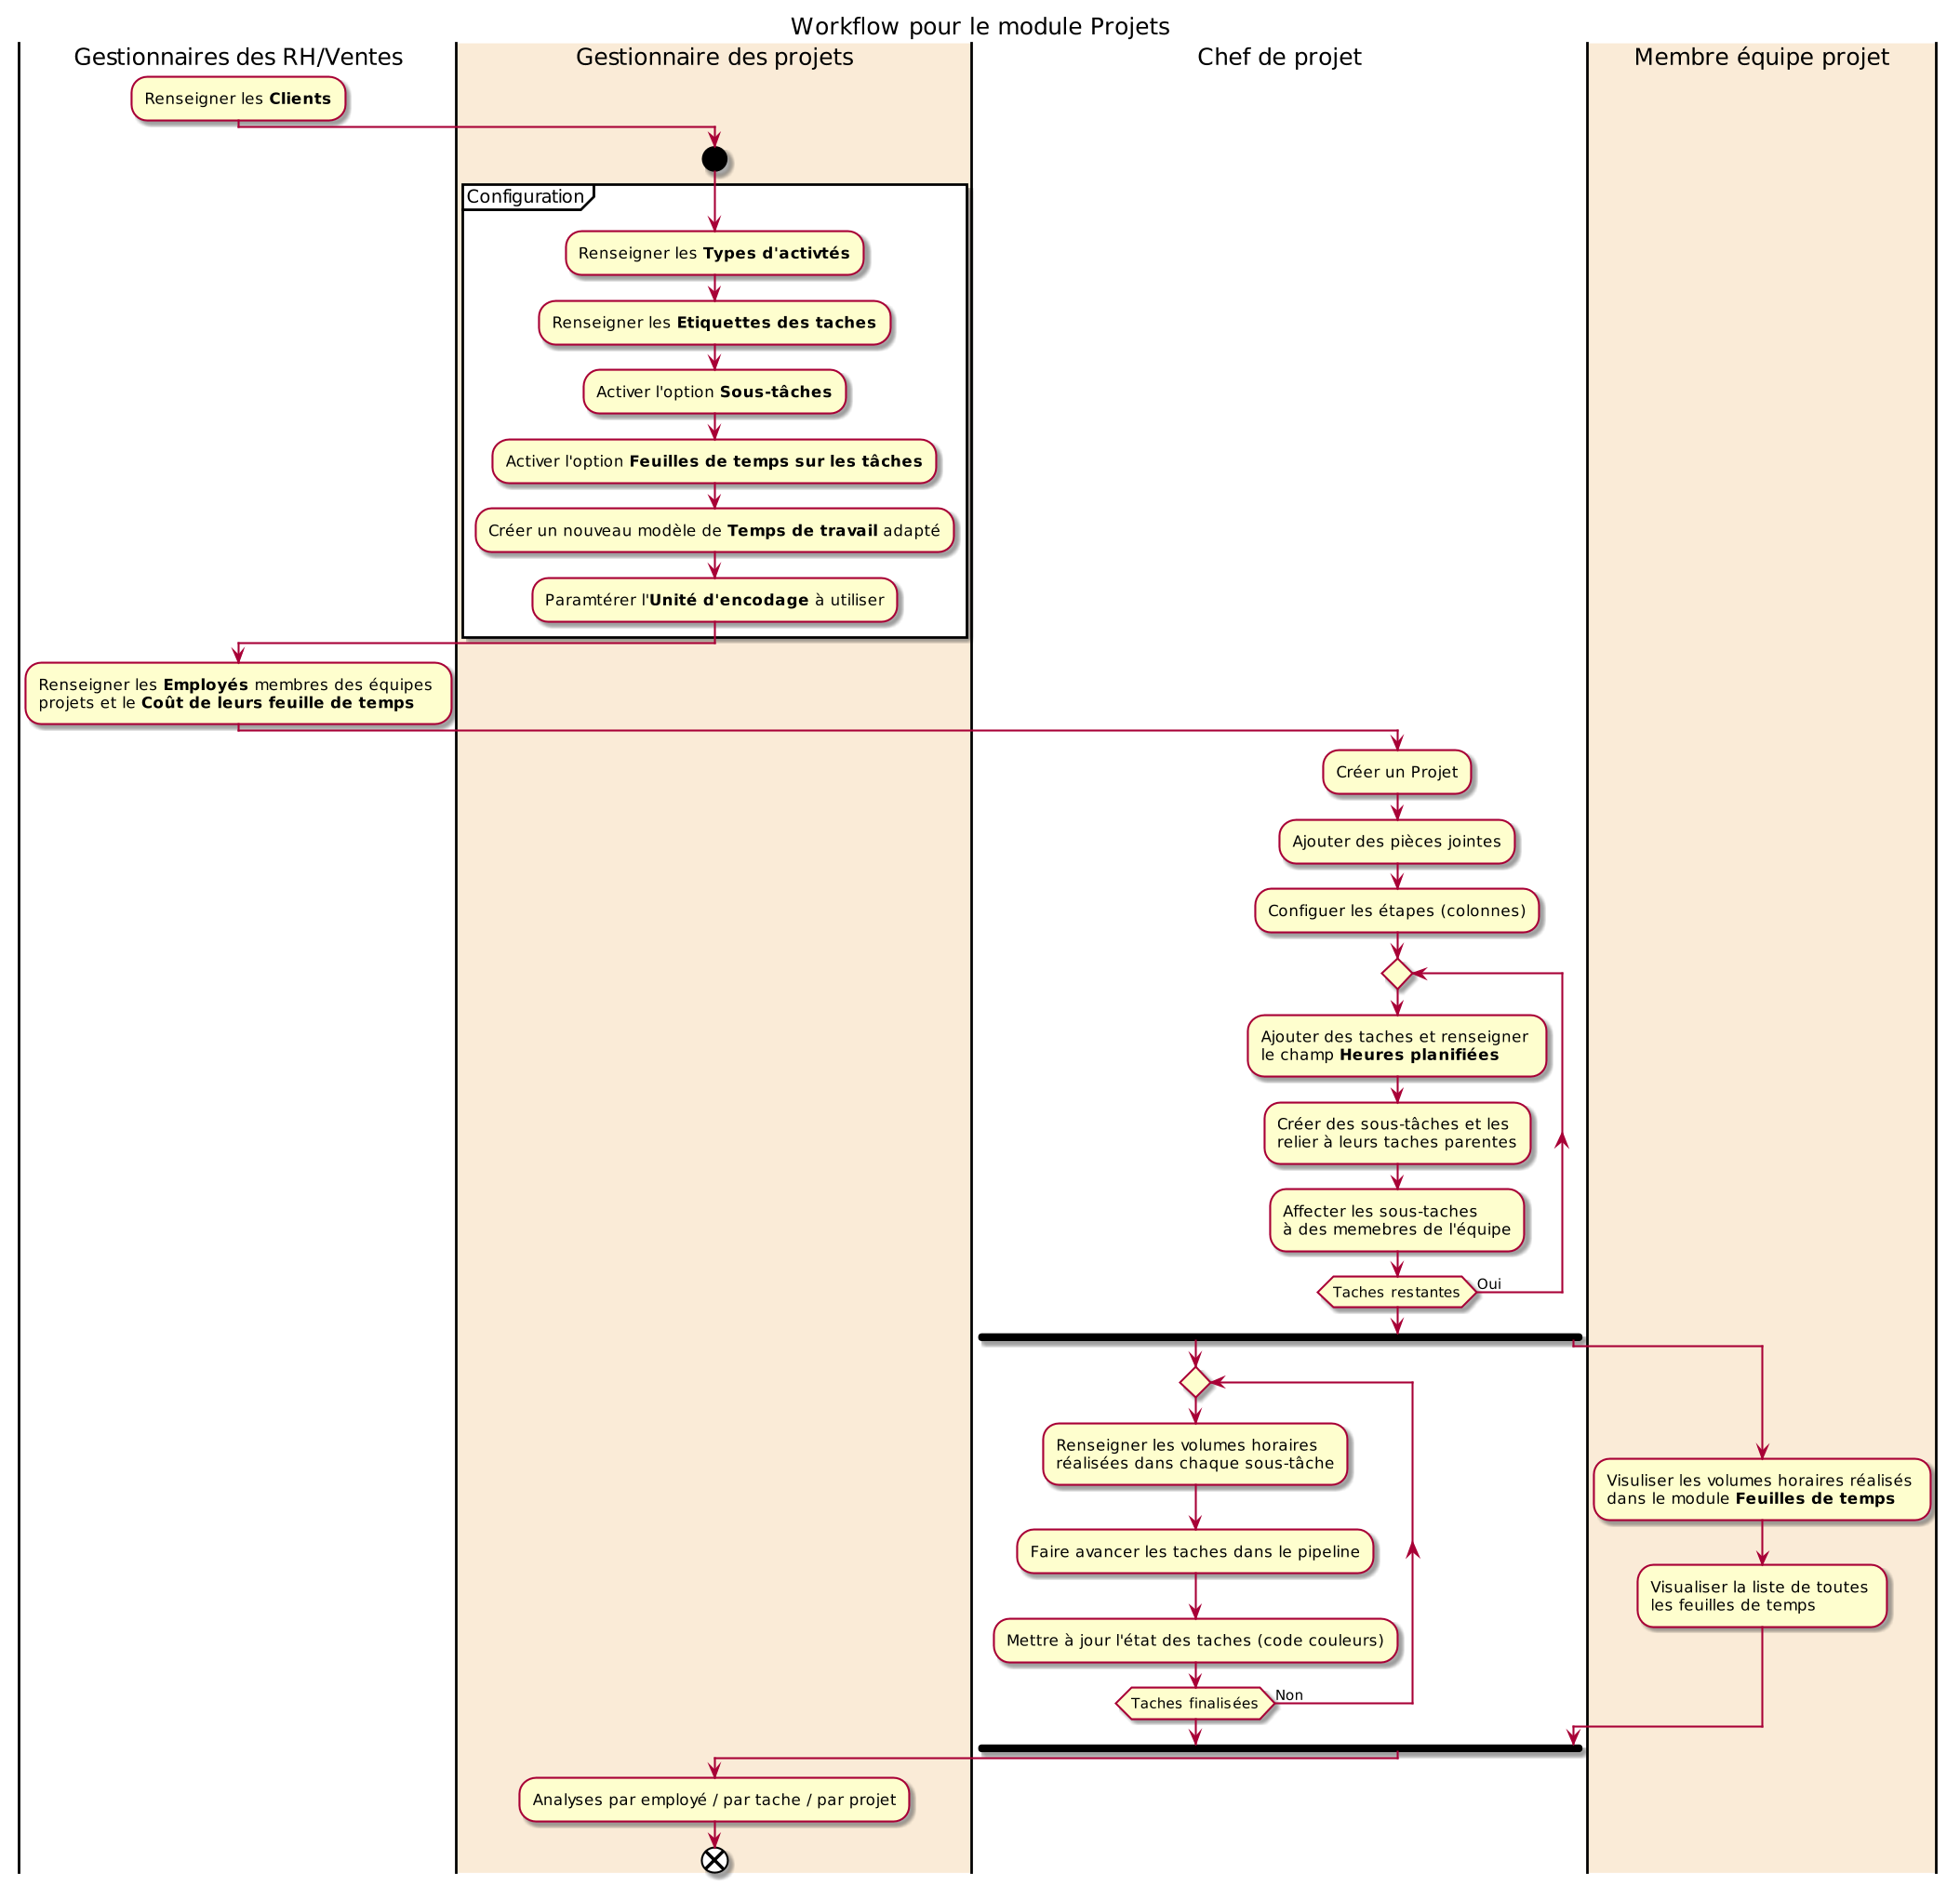 Workflow pour le module Projets
Gestionnaires des RH/Ventes
Gestionnaire des projets
Chef de projet
Membre équipe projet
Renseigner les Clients
Configuration
Renseigner les Types d'activtés
Renseigner les Etiquettes des taches
Activer l'option Sous-tâches
Activer l'option Feuilles de temps sur les tâches
Créer un nouveau modèle de Temps de travail adapté
Paramtérer l'Unité d'encodage à utiliser
Renseigner les Employés membres des équipes
projets et le Coût de leurs feuille de temps
Créer un Projet
Ajouter des pièces jointes
Configuer les étapes (colonnes)
Ajouter des taches et renseigner
le champ Heures planifiées
Créer des sous-tâches et les
relier à leurs taches parentes
Affecter les sous-taches
à des memebres de l'équipe
Taches restantes
Oui
Renseigner les volumes horaires
réalisées dans chaque sous-tâche
Faire avancer les taches dans le pipeline
Mettre à jour l'état des taches (code couleurs)
Taches finalisées
Non
Visuliser les volumes horaires réalisés
dans le module Feuilles de temps
Visualiser la liste de toutes
les feuilles de temps
Analyses par employé / par tache / par projet